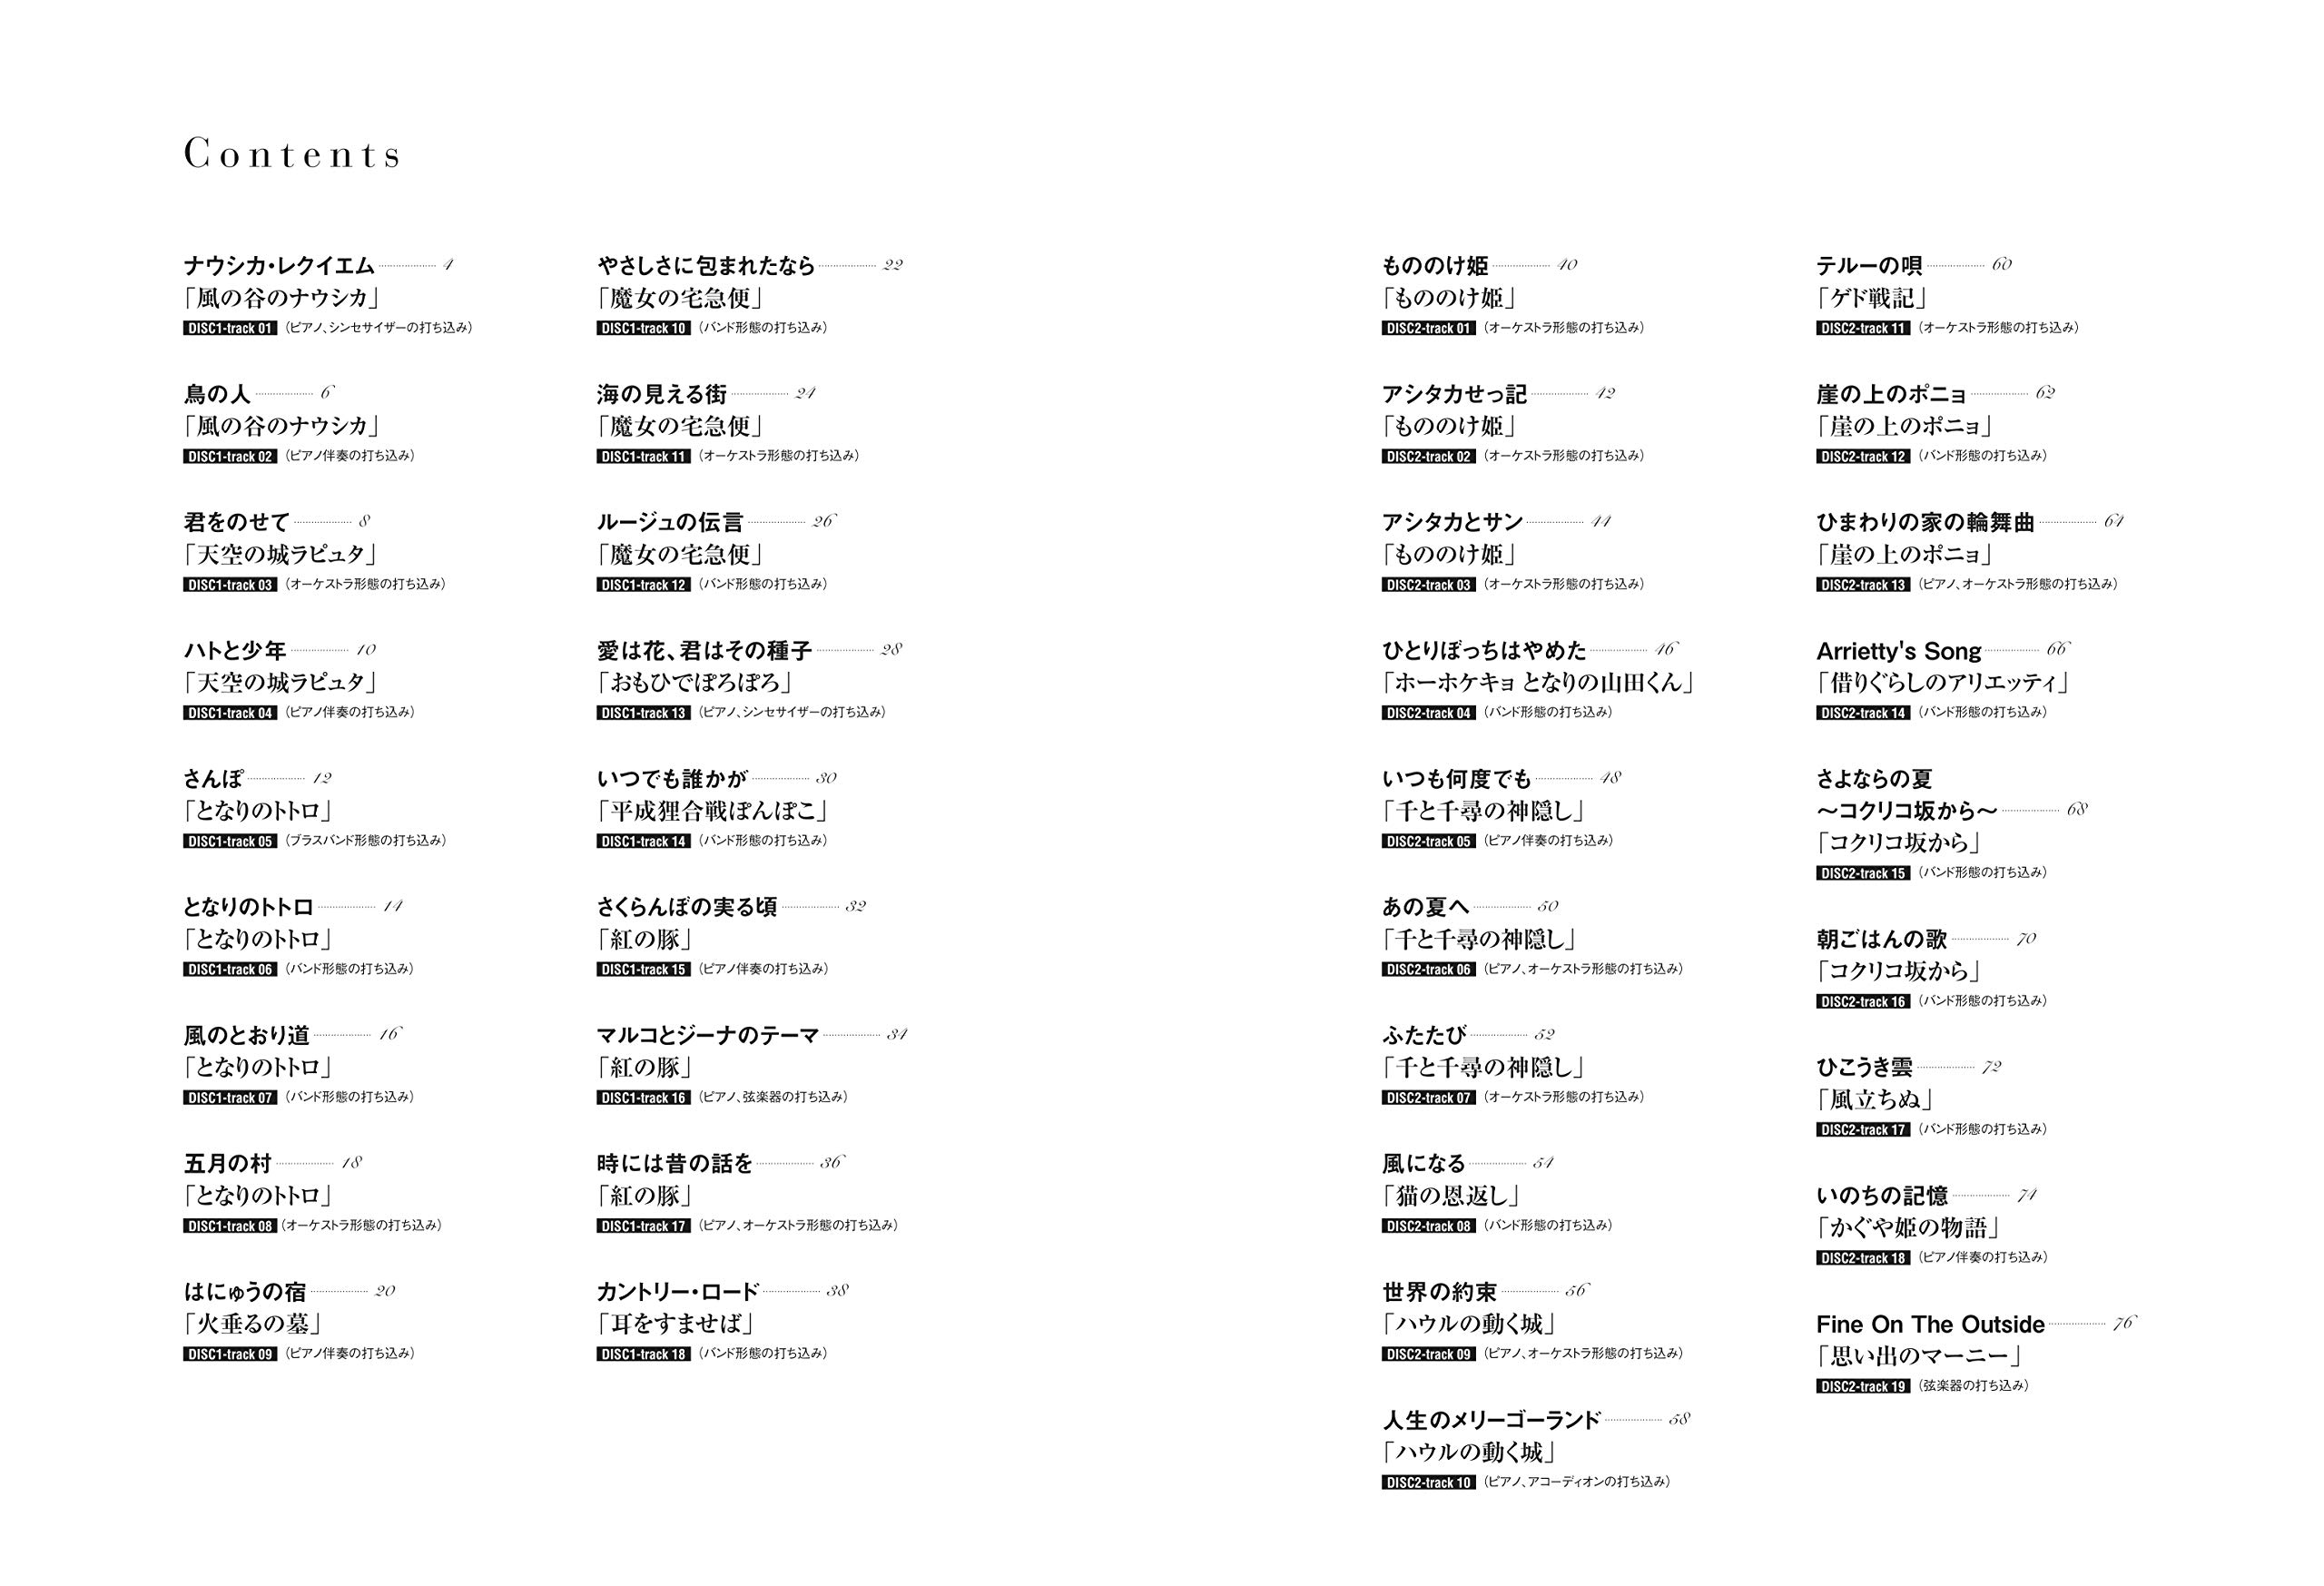 Contents
ナウシカ・レクイエム 4
「風の谷のナウシカ」
DISC1-track 01 (ピアノ、シンセサイザーの打ち込み)
鳥の人 6
「風の谷のナウシカ」
DISC1-track 02 (ピアノ伴奏の打ち込み)
君をのせて 8
「天空の城ラピュタ」
DISC1-track 03 (オーケストラ形態の打ち込み)
ハトと少年 10
「天空の城ラピュタ」
DISC1-track 04 (ピアノ伴奏の打ち込み)
さんぽ 12
「となりのトトロ」
DISC1-track 05 (ブラスバンド形態の打ち込み)
となりのトトロ 14
「となりのトトロ」
DISC1-track 06 (バンド形態の打ち込み)
風のとおり道 16
「となりのトトロ」
DISC1-track 07 (バンド形態の打ち込み)
五月の村 18
「となりのトトロ」
DISC1-track 08 (オーケストラ形態の打ち込み)
はにゅうの宿 20
「火垂るの墓」
DISC1-track 09 (ピアノ伴奏の打ち込み)
やさしさに包まれたなら 22
「魔女の宅急便」
DISC1-track 10 (バンド形態の打ち込み)
海の見える街 24
「魔女の宅急便」
DISC1-track 11 (オーケストラ形態の打ち込み)
ルージュの伝言 26
「魔女の宅急便」
DISC1-track 12 (バンド形態の打ち込み)
愛は花、君はその種子 28
「おもひでぽろぽろ」
DISC1-track 13 (ピアノ、シンセサイザーの打ち込み)
いつでも誰かが 30
「平成狸合戦ぽんぽこ」
DISC1-track 14 (バンド形態の打ち込み)
さくらんぼの実る頃 32
「紅の豚」
DISC1-track 15 (ピアノ伴奏の打ち込み)
マルコとジーナのテーマ 34
「紅の豚」
DISC1-track 16 (ピアノ、弦楽器の打ち込み)
時には昔の話を 36
「紅の豚」
DISC1-track 17 (ピアノ、オーケストラ形態の打ち込み)
カントリー・ロード 38
「耳をすませば」
DISC1-track 18 (バンド形態の打ち込み)
もののけ姫 40
「もののけ姫」
DISC2-track 01 (オーケストラ形態の打ち込み)
アシタカせっ記 42
「もののけ姫」
DISC2-track 02 (オーケストラ形態の打ち込み)
アシタカとサン 44
「もののけ姫」
DISC2-track 03 (オーケストラ形態の打ち込み)
ひとりぼっちはやめた 46
「ホーホケキョ となりの山田くん」
DISC2-track 04 (バンド形態の打ち込み)
いつも何度でも 48
「千と千尋の神隠し」
DISC2-track 05 (ピアノ伴奏の打ち込み)
あの夏へ 50
「千と千尋の神隠し」
DISC2-track 06 (ピアノ、オーケストラ形態の打ち込み)
ふたたび 52
「千と千尋の神隠し」
DISC2-track 07 (オーケストラ形態の打ち込み)
風になる 54
「猫の恩返し」
DISC2-track 08 (バンド形態の打ち込み)
世界の約束 56
「ハウルの動く城」
DISC2-track 09 (ピアノ、オーケストラ形態の打ち込み)
人生のメリーゴーランド 58
「ハウルの動く城」
DISC2-track 10 (ピアノ、アコーディオンの打ち込み)
テルーの唄 60
「ゲド戦記」
DISC2-track 11 (オーケストラ形態の打ち込み)
崖の上のポニョ 62
「崖の上のポニョ」
DISC2-track 12 (バンド形態の打ち込み)
ひまわりの家の輪舞曲 64
「崖の上のポニョ」
DISC2-track 13 (ピアノ、オーケストラ形態の打ち込み)
Arrietty's Song 66
「借りぐらしのアリエッティ」
DISC2-track 14 (バンド形態の打ち込み)
さよならの夏
〜コクリコ坂から〜 68
「コクリコ坂から」
DISC2-track 15 (バンド形態の打ち込み)
朝ごはんの歌 70
「コクリコ坂から」
DISC2-track 16 (バンド形態の打ち込み)
ひこうき雲 72
「風立ちぬ」
DISC2-track 17 (バンド形態の打ち込み)
いのちの記憶 74
「かぐや姫の物語」
DISC2-track 18 (ピアノ伴奏の打ち込み)
Fine On The Outside 76
「思い出のマーニー」
DISC2-track 19 (弦楽器の打ち込み)